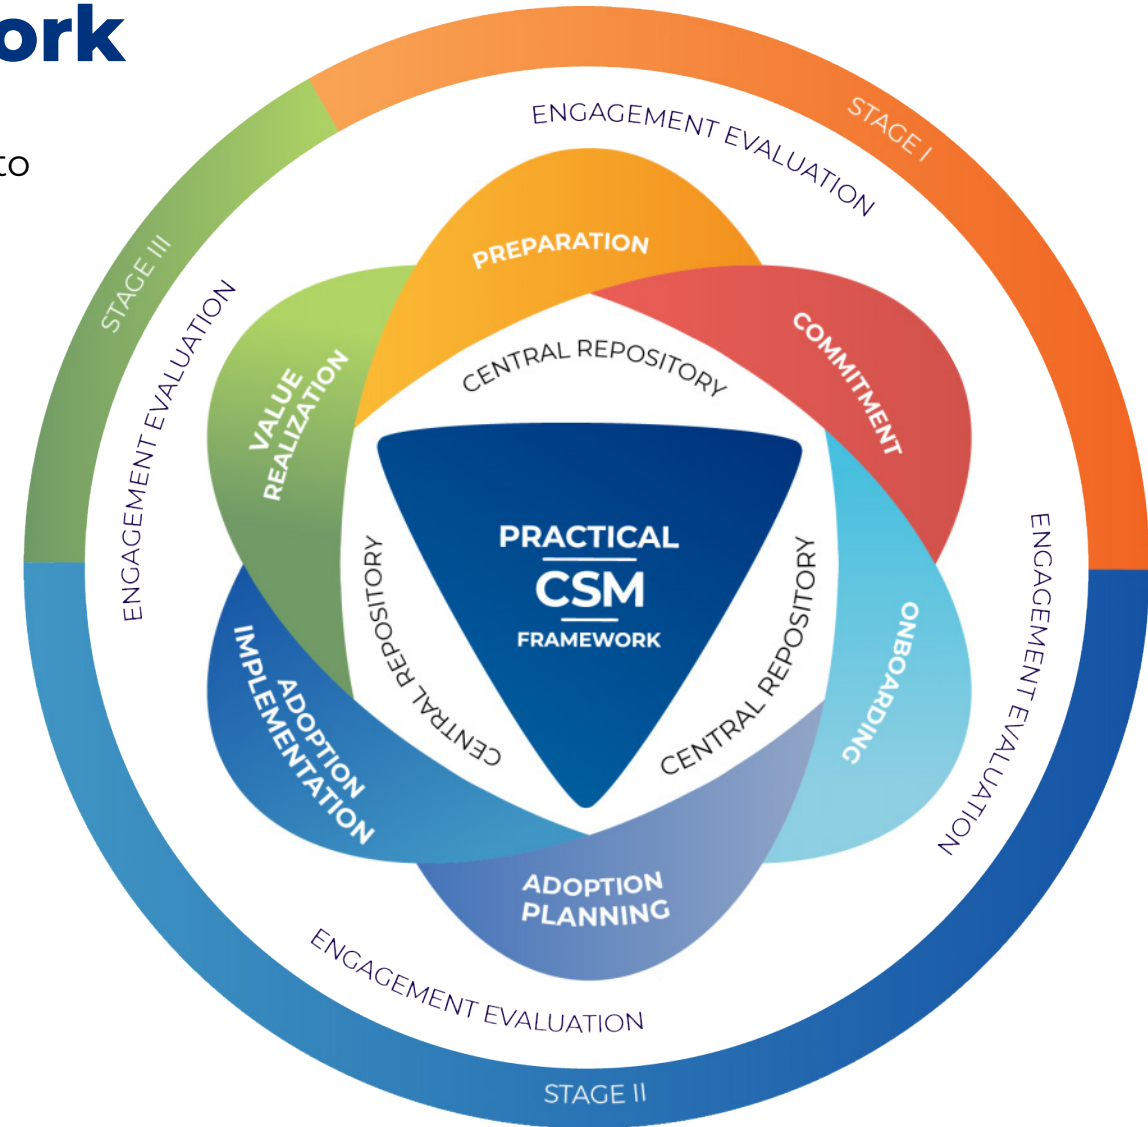 ork
to
STAGE I
ENGAGEMENT EVALUATION
PREPARATION
COMMITMENT
CENTRAL REPOSITORY
STAGE III
ENGAGEMENT EVALUATION
VALUE
REALIZATION
PRACTICAL
CSM
FRAMEWORK
CENTRAL REPOSITORY
CENTRAL REPOSITORY
ONBOARDING
ENGAGEMENT EVALUATION
ADOPTION
IMPLEMENTATION
ADOPTION
PLANNING
ENGAGEMENT EVALUATION
STAGE II